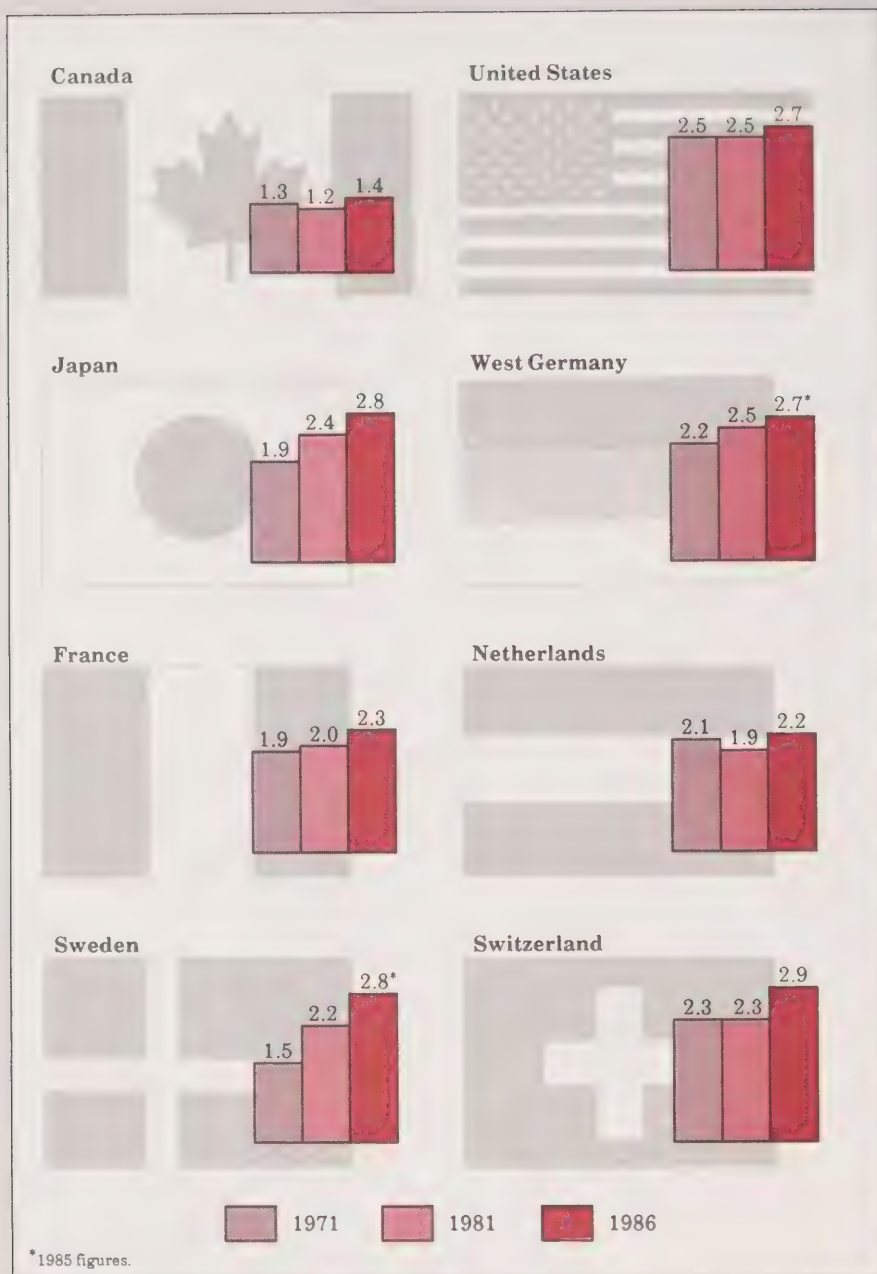 Canada
1.3 1.2 1.4
United States
2.5 2.5 2.7
Japan
1.9 2.4 2.8
West Germany
2.2 2.5 2.7*
France
1.9 2.0 2.3
Netherlands
2.1 1.9 2.2
Sweden
1.5 2.2 2.8*
Switzerland
2.3 2.3 2.9
1971 1981 1986
*1985 figures.